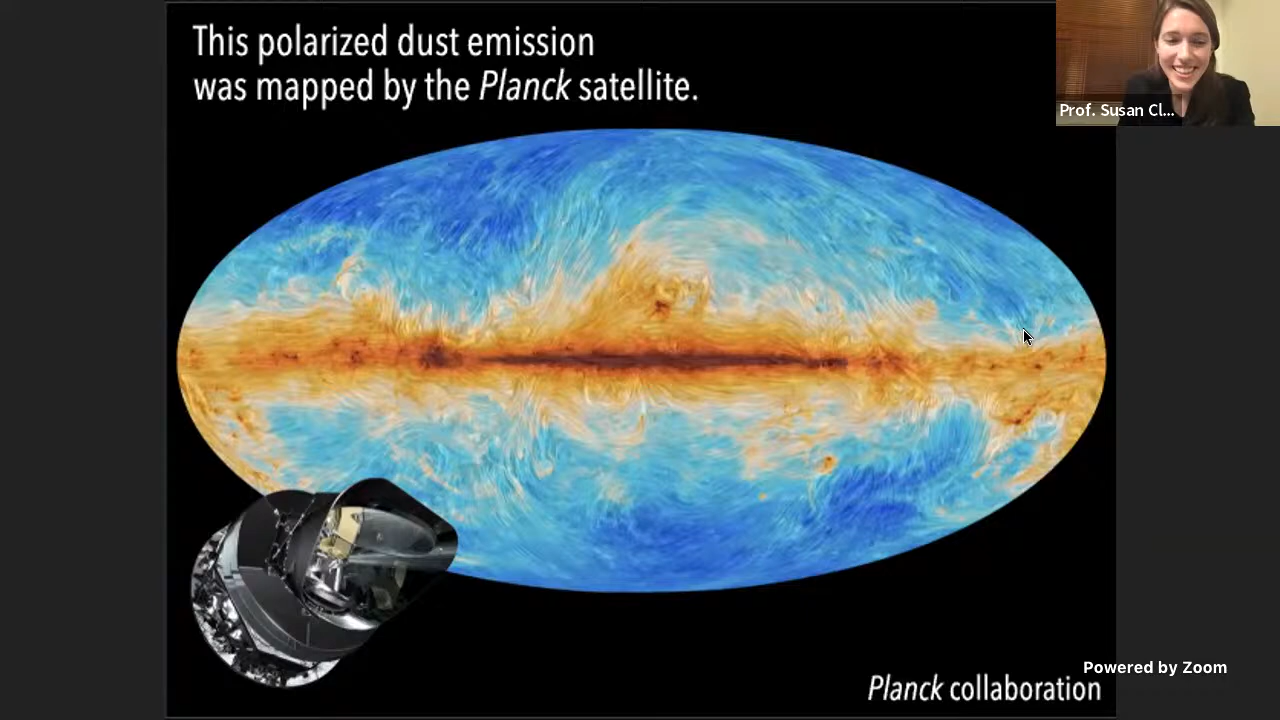 This polarized dust emission
was mapped by the Planck satellite.
Prof. Susan Cl...
Powered by Zoom
Planck collaboration